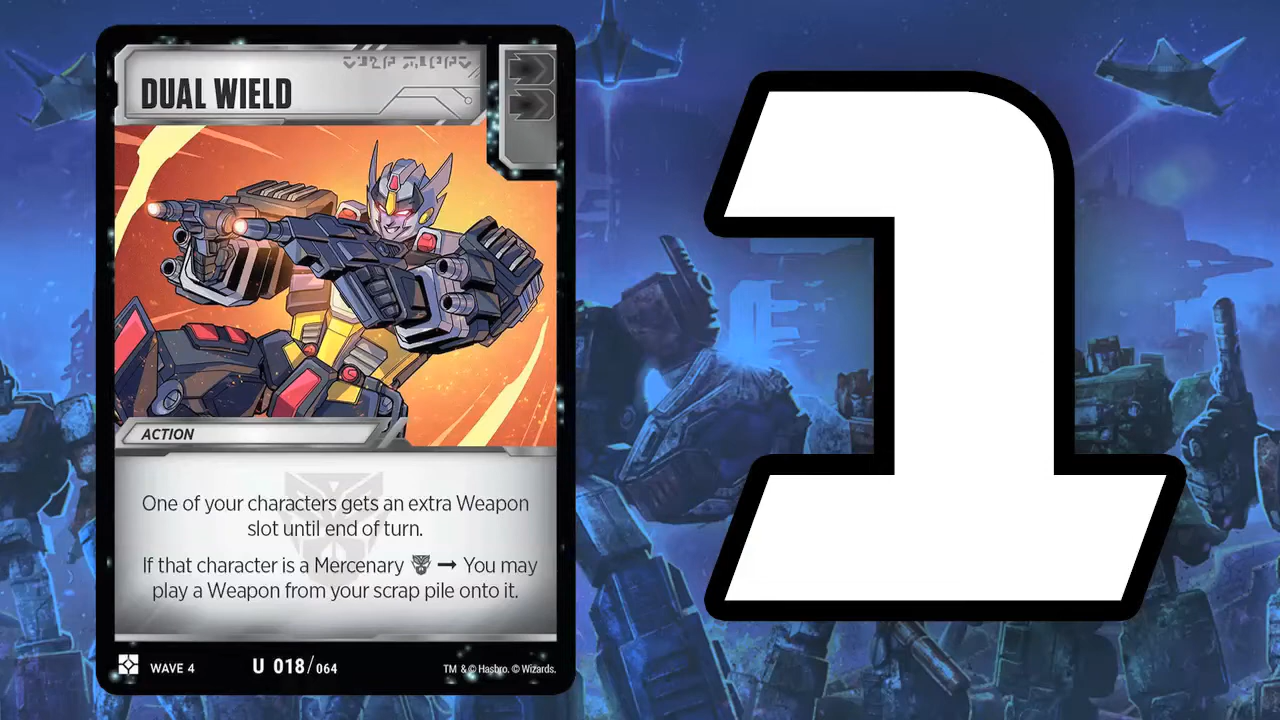 DUAL WIELD
ACTION
One of your characters gets an extra Weapon
slot until end of turn.
If that character is a Mercenary → You may
play a Weapon from your scrap pile onto it.
WAVE 4
U 018/064
TM & © Hasbro. © Wizards.
1